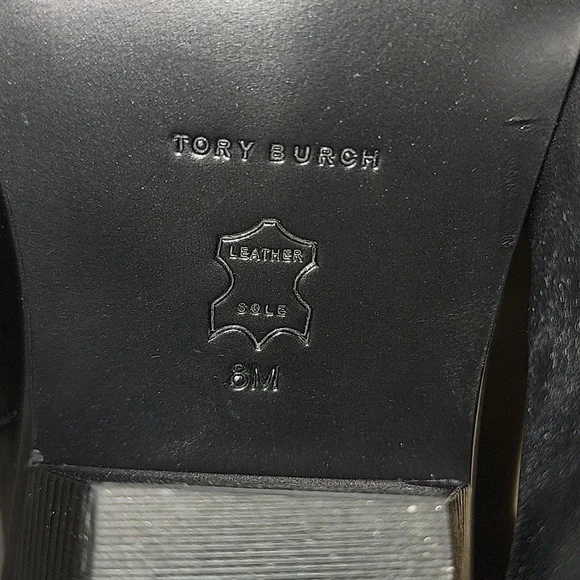 TORY BURCH
LEATHER
SOLE
8M